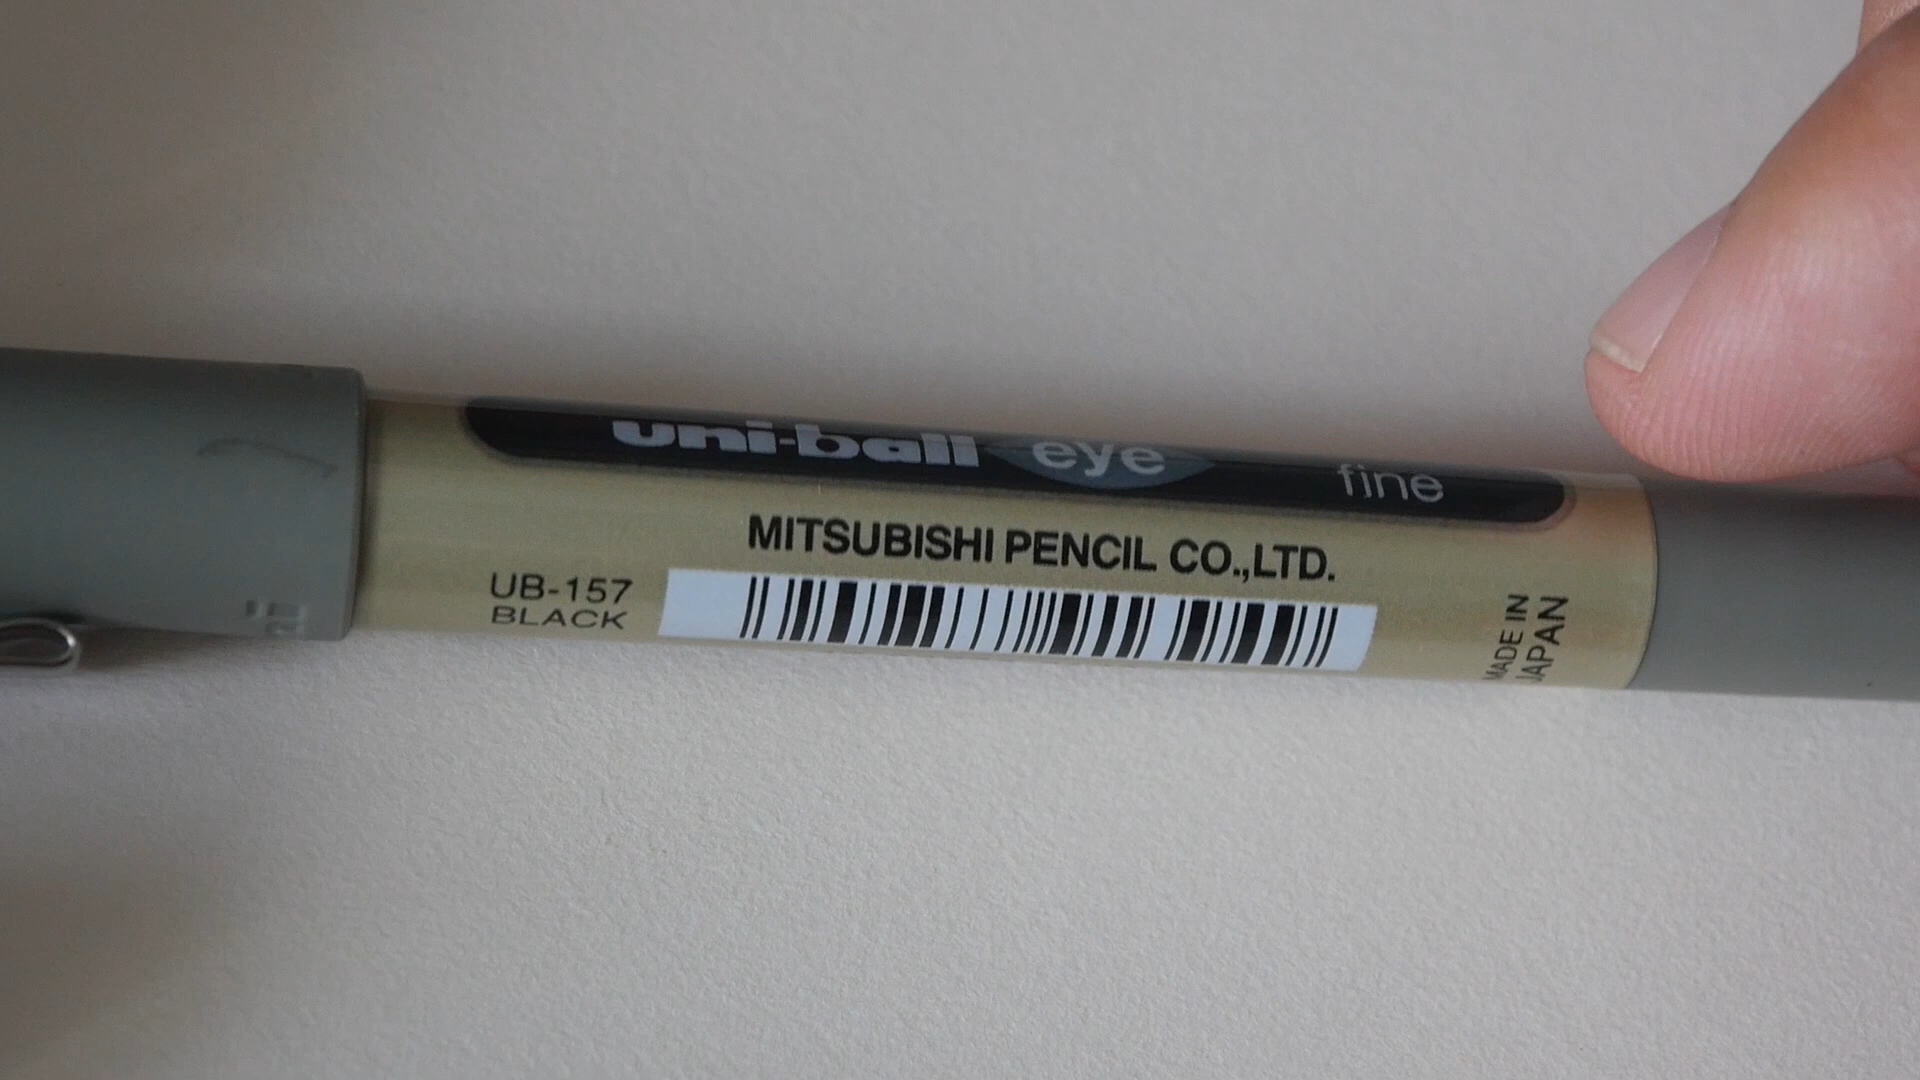 uni-ball eye fine
MITSUBISHI PENCIL CO.,LTD.
UB-157
BLACK
MADE IN
JAPAN